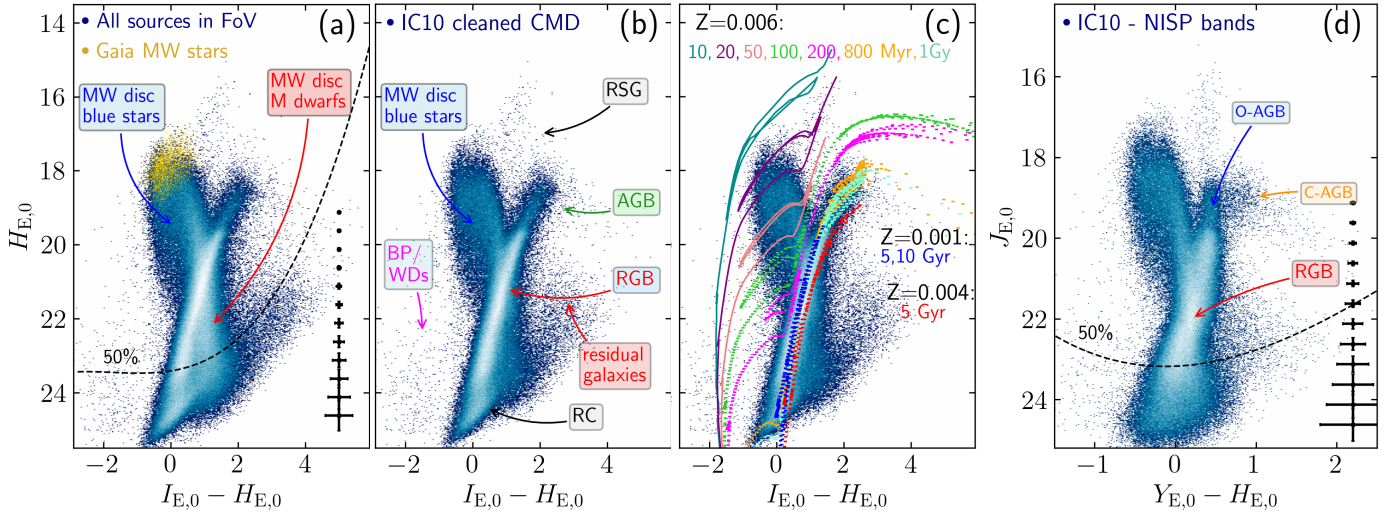 • All sources in FoV
• Gaia MW stars
(a)
MW disc
blue stars
MW disc
M dwarfs
50%
16
18
20
22
24
H_E,0
−2 0 2 4
I_E,0 − H_E,0
• IC10 cleaned CMD
(b)
MW disc
blue stars
RSG
AGB
BP/
WDs
RGB
residual
galaxies
RC
−2 0 2 4
I_E,0 − H_E,0
(c)
Z=0.006:
10, 20, 50, 100, 200, 800 Myr, 1Gy
Z=0.001:
5,10 Gyr
Z=0.004:
5 Gyr
−2 0 2 4
I_E,0 − H_E,0
• IC10 - NISP bands
(d)
O-AGB
C-AGB
RGB
50%
16
18
20
22
24
J_E,0
−1 0 1 2
Y_E,0 − H_E,0